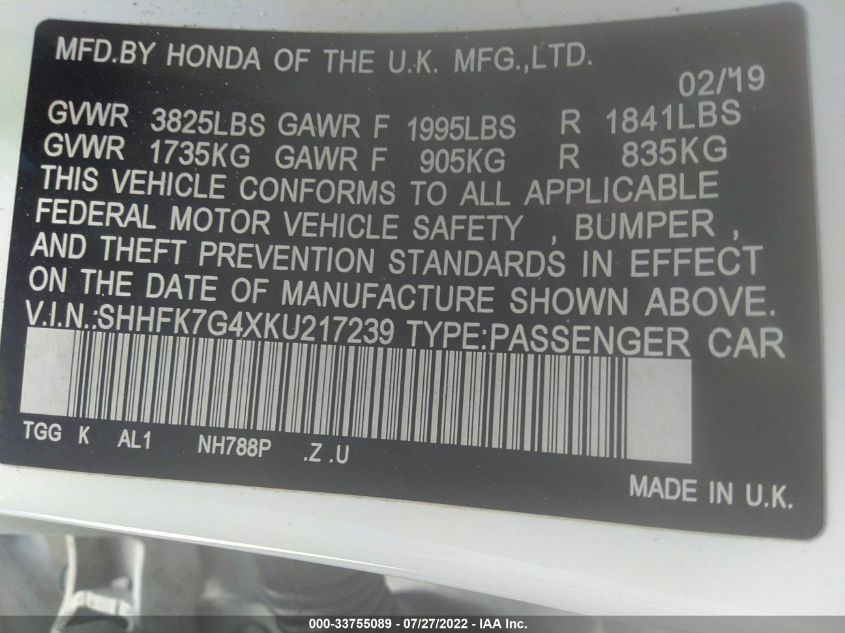 MFD.BY HONDA OF THE U.K. MFG.,LTD.
02/'19
GVWR 3825LBS GAWR F 1995LBS R 1841LBS
GVWR 1735KG GAWR F 905KG R 835KG
THIS VEHICLE CONFORMS TO ALL APPLICABLE
FEDERAL MOTOR VEHICLE SAFETY , BUMPER ,
AND THEFT PREVENTION STANDARDS IN EFFECT
ON THE DATE OF MANUFACTURE SHOWN ABOVE.
V.I.N.:SHHFK7G4XKU217239 TYPE:PASSENGER CAR
TGG K AL1 NH788P .Z .U
MADE IN U.K.
000-33755089 - 07/27/2022 - IAA Inc.